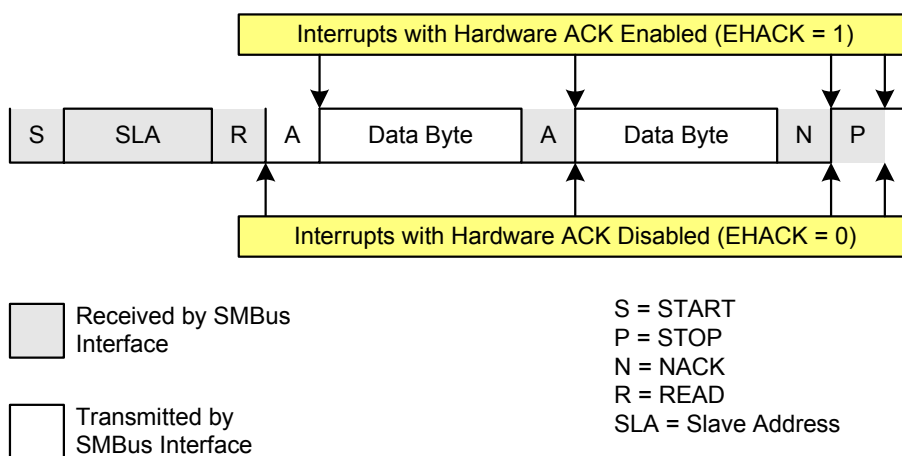 Interrupts with Hardware ACK Enabled (EHACK = 1)
S SLA R A Data Byte A Data Byte N P
Interrupts with Hardware ACK Disabled (EHACK = 0)
Received by SMBus
Interface
Transmitted by
SMBus Interface
S = START
P = STOP
N = NACK
R = READ
SLA = Slave Address